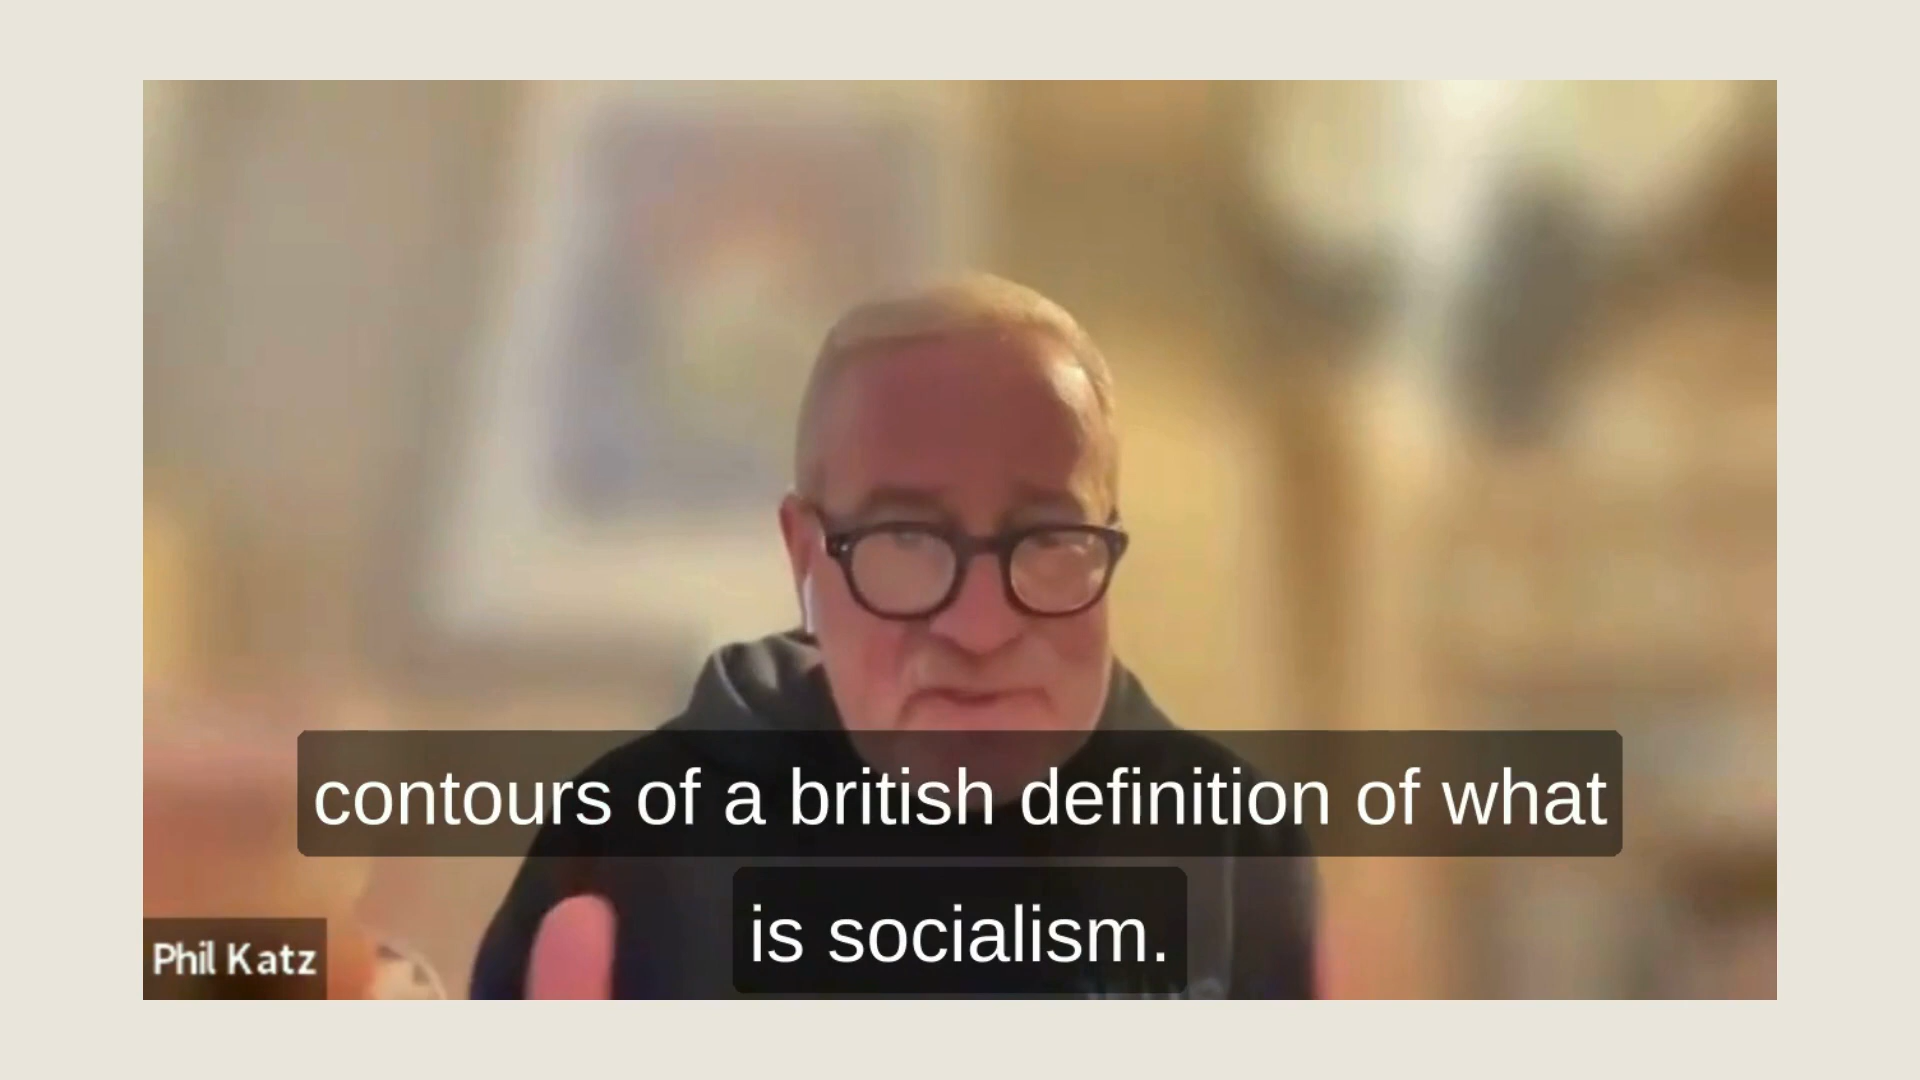 contours of a british definition of what
is socialism.
Phil Katz